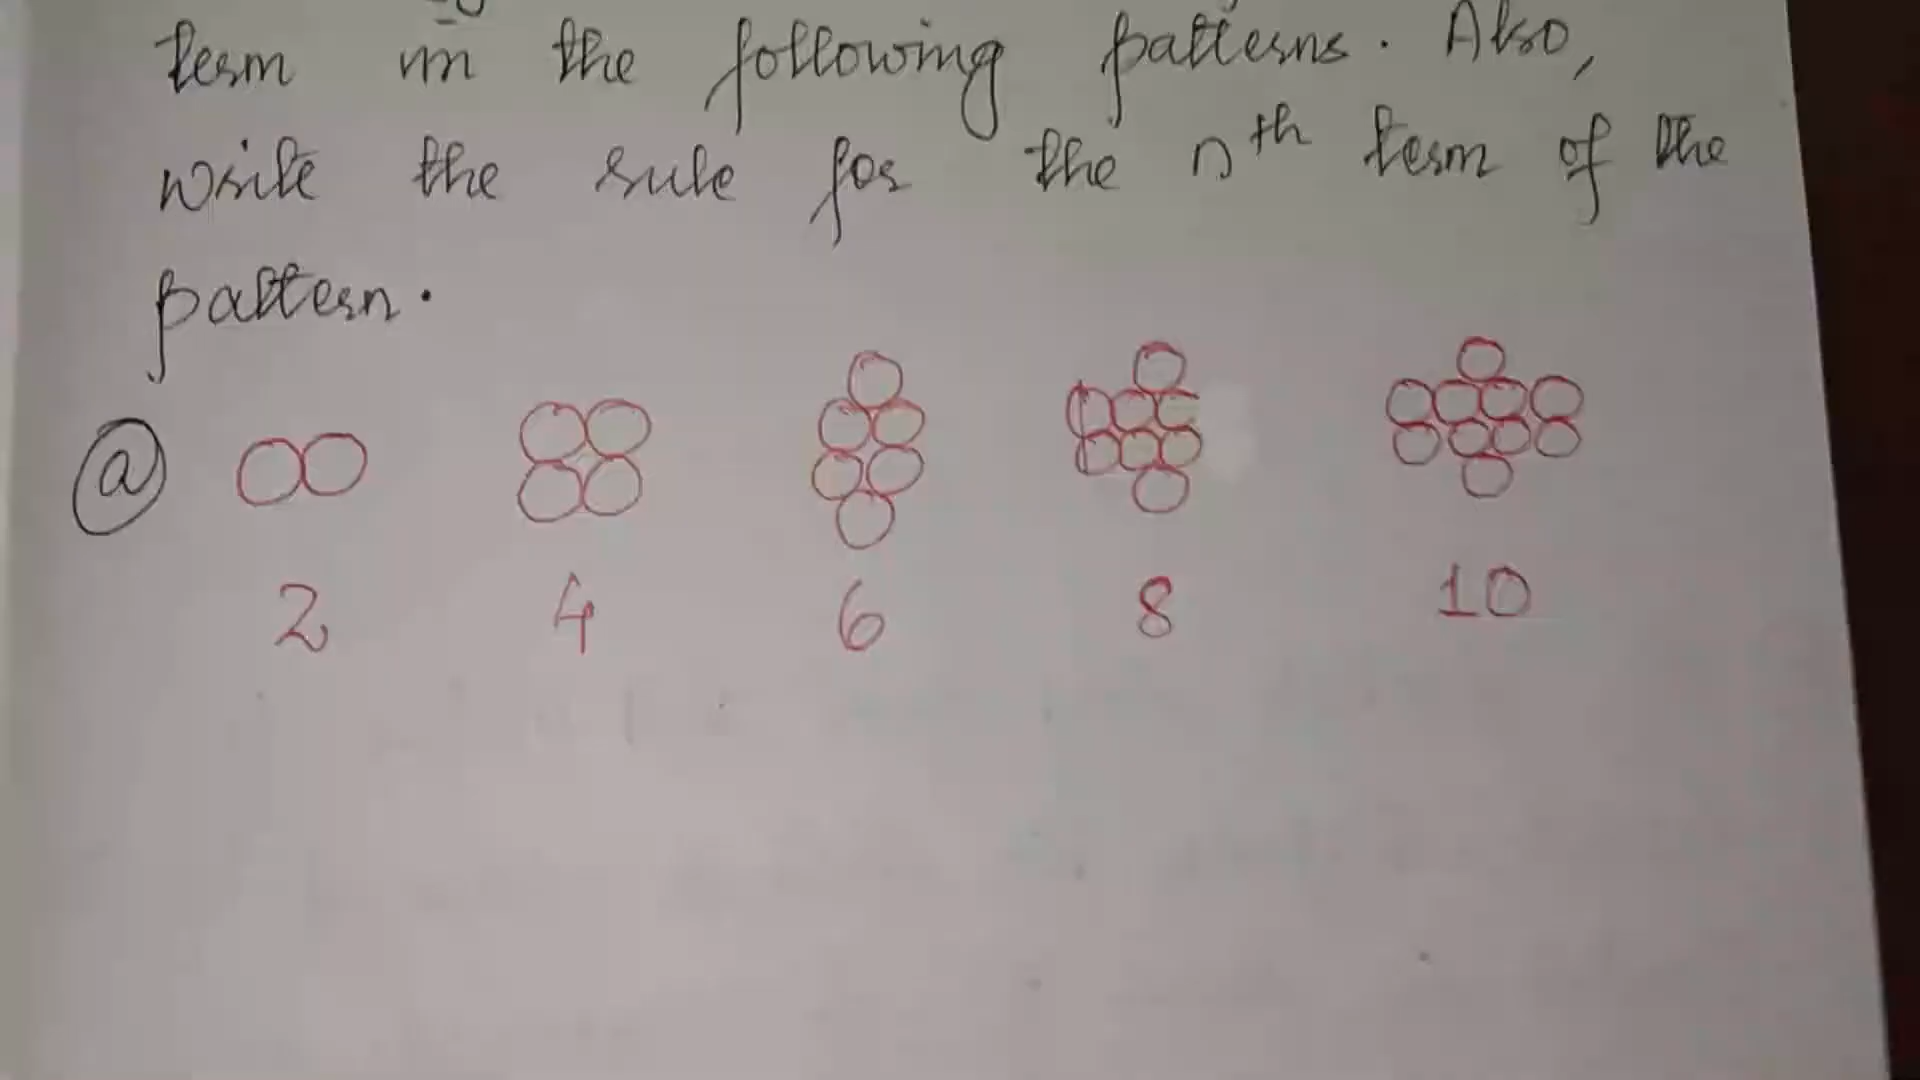 term in the following patterns. Also,
write the rule for the nth term of the
pattern.
a
2 4 6 8 10